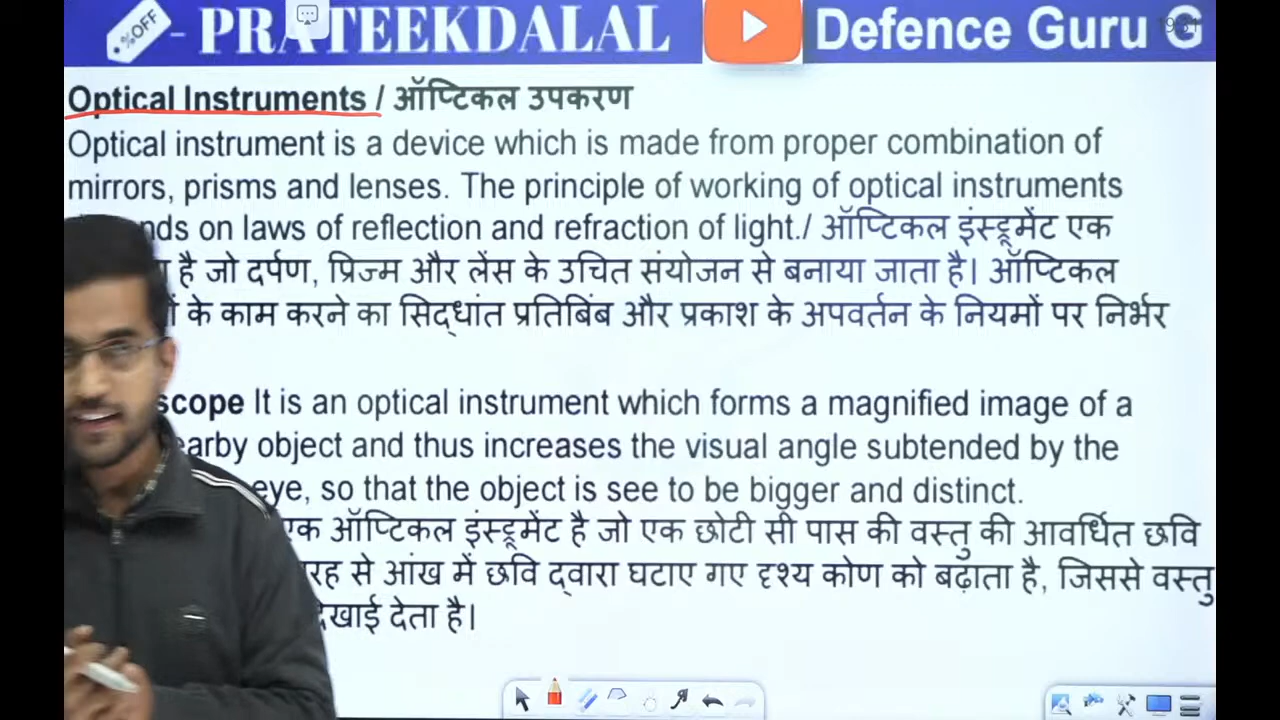 %OFF - PRATEEKDALAL Defence Guru G
Optical Instruments / ऑप्टिकल उपकरण
Optical instrument is a device which is made from proper combination of
mirrors, prisms and lenses. The principle of working of optical instruments
nds on laws of reflection and refraction of light./ ऑप्टिकल इंस्ट्रूमेंट एक
है जो दर्पण, प्रिज्म और लेंस के उचित संयोजन से बनाया जाता है। ऑप्टिकल
के काम करने का सिद्धांत प्रतिबिंब और प्रकाश के अपवर्तन के नियमों पर निर्भर
scope It is an optical instrument which forms a magnified image of a
earby object and thus increases the visual angle subtended by the
eye, so that the object is see to be bigger and distinct.
एक ऑप्टिकल इंस्ट्रूमेंट है जो एक छोटी सी पास की वस्तु की आवर्धित छवि
रह से आंख में छवि द्वारा घटाए गए दृश्य कोण को बढ़ाता है, जिससे वस्तु
देखाई देता है।